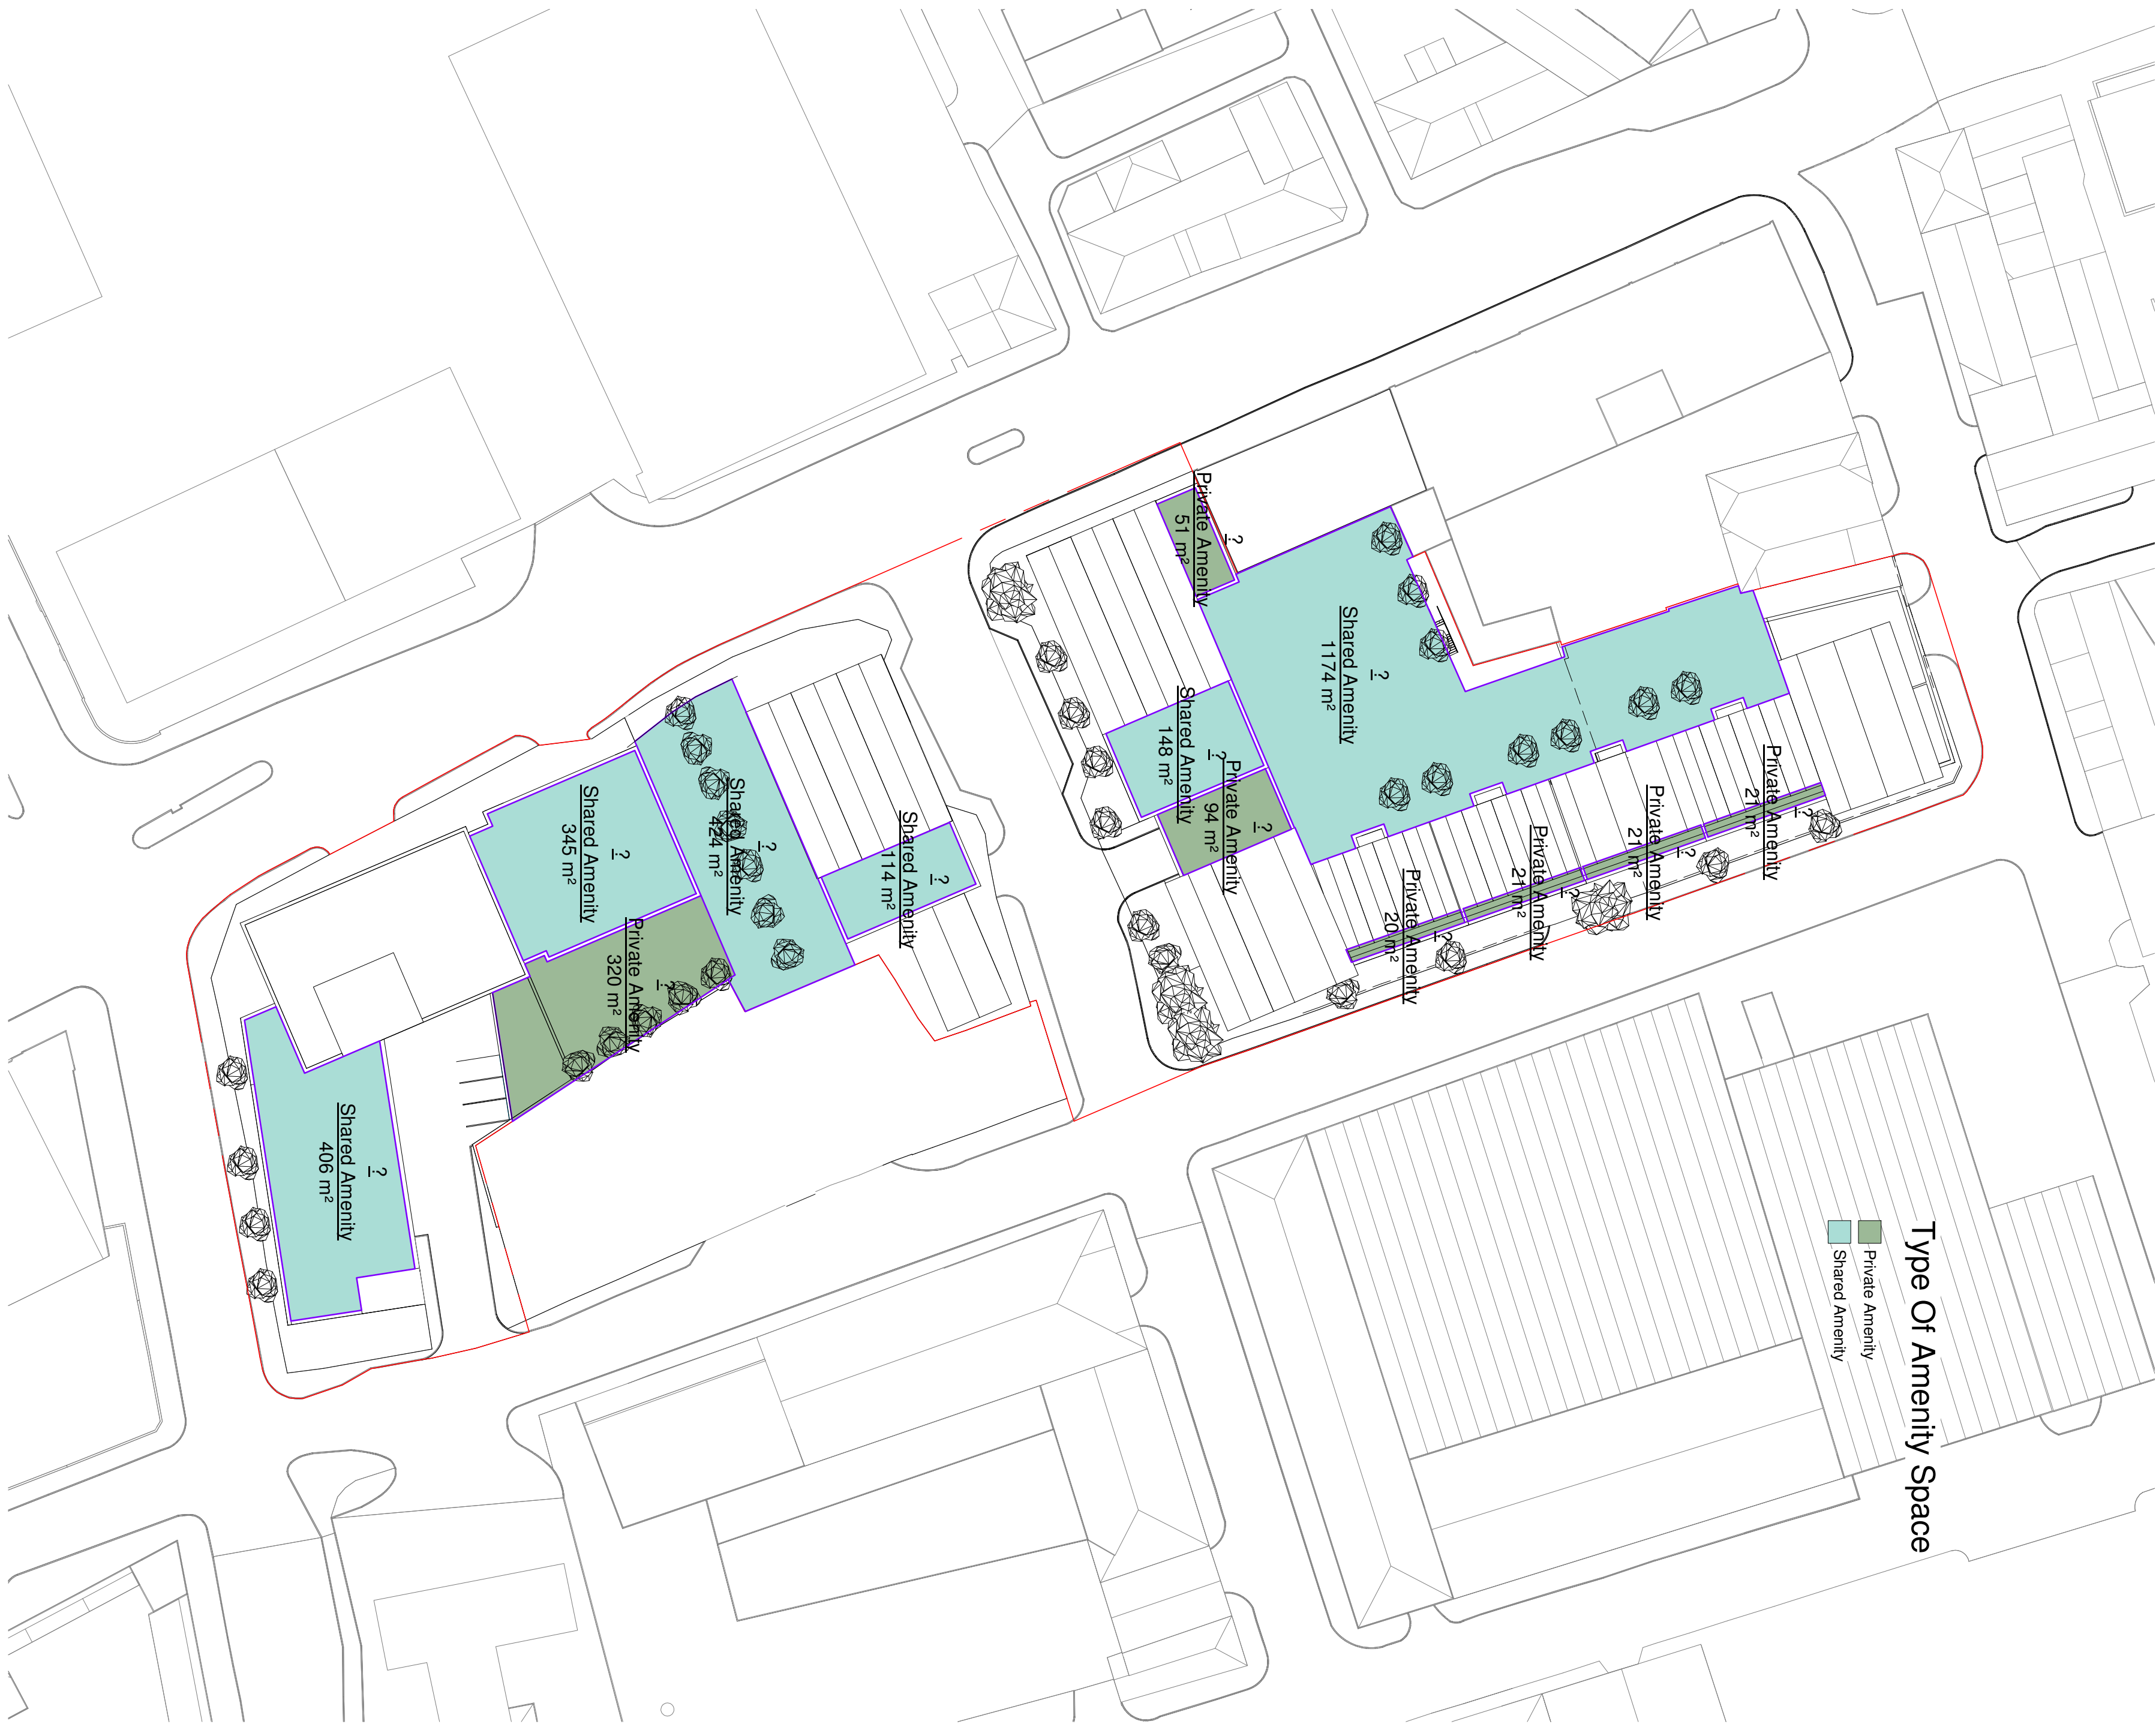 Type Of Amenity Space
Private Amenity
Shared Amenity
?
Private Amenity
21 m²
?
Private Amenity
21 m²
?
Private Amenity
21 m²
?
Private Amenity
20 m²
?
Shared Amenity
1174 m²
?
Private Amenity
51 m²
?
Private Amenity
94 m²
?
Shared Amenity
148 m²
?
Shared Amenity
114 m²
?
Shared Amenity
424 m²
?
Private Amenity
320 m²
?
Shared Amenity
345 m²
?
Shared Amenity
406 m²